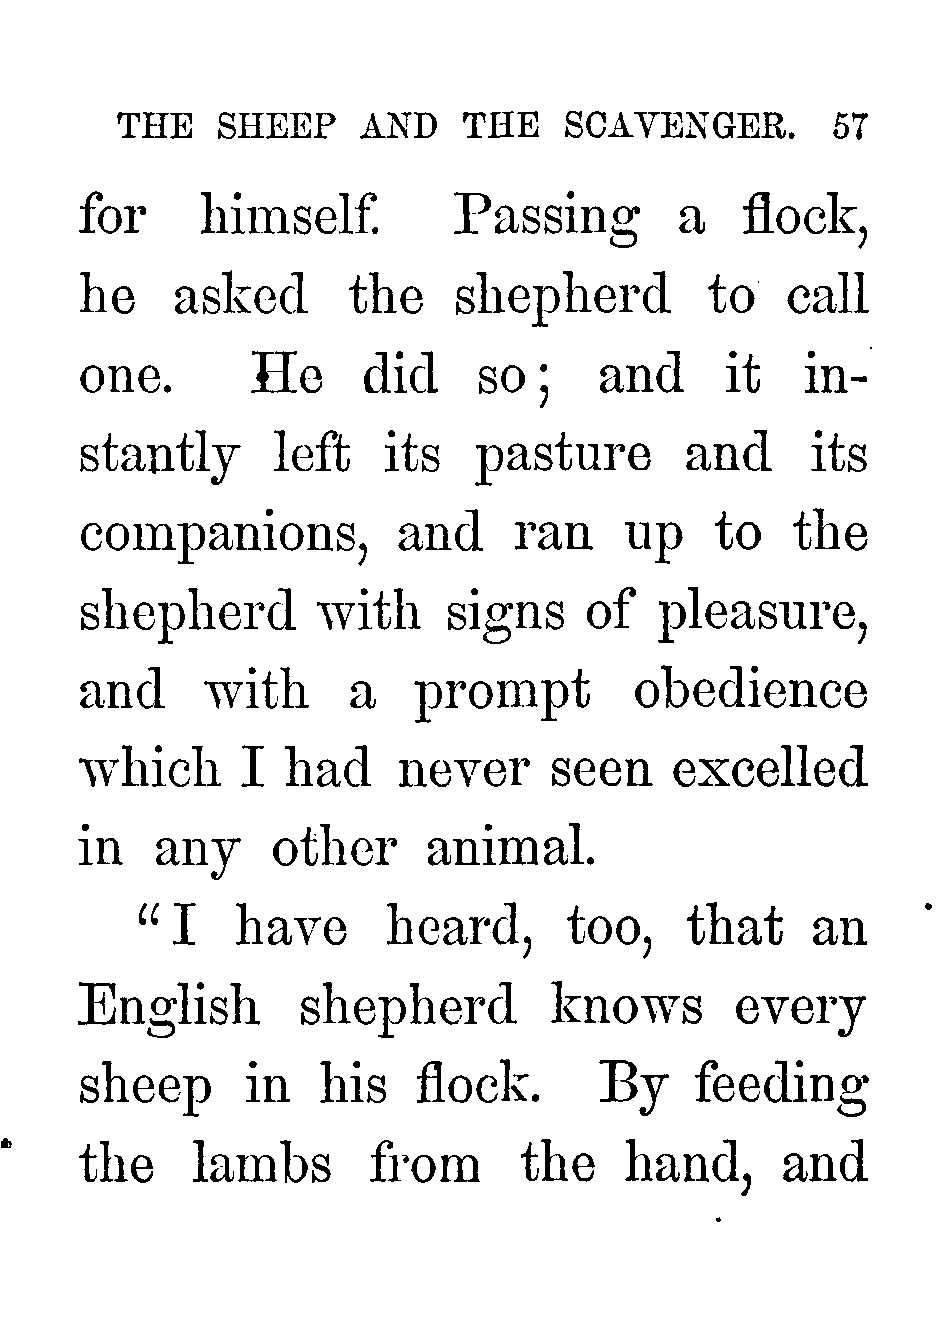 THE SHEEP AND THE SCAVENGER. 57
for himself. Passing a flock,
he asked the shepherd to call
one. He did so; and it in-
stantly left its pasture and its
companions, and ran up to the
shepherd with signs of pleasure,
and with a prompt obedience
which I had never seen excelled
in any other animal.
"I have heard, too, that an
English shepherd knows every
sheep in his flock. By feeding
the lambs from the hand, and